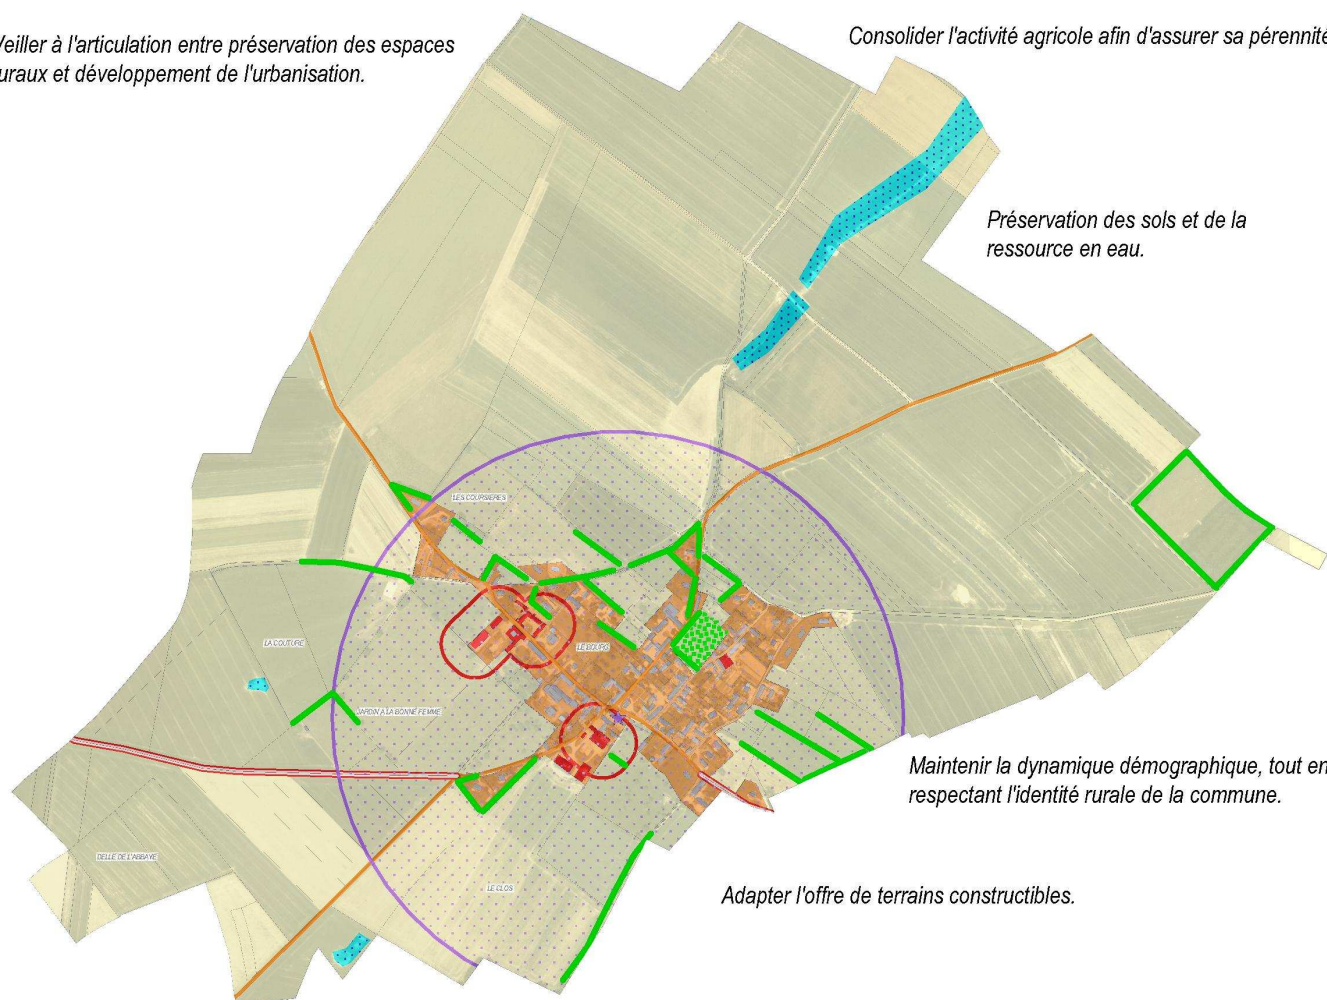 Veiller à l'articulation entre préservation des espaces
ruraux et développement de l'urbanisation.
Consolider l'activité agricole afin d'assurer sa pérennité
Préservation des sols et de la
ressource en eau.
LES COURSIERES
LA COUTURE
LE BOURG
JARDIN A LA BONNE FEMME
Maintenir la dynamique démographique, tout en
respectant l'identité rurale de la commune.
DELLE DE L'ABBAYE
LE CLOS
Adapter l'offre de terrains constructibles.